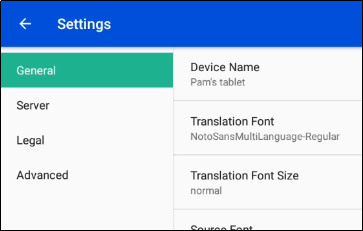 Settings
General
Server
Legal
Advanced
Device Name
Pam's tablet
Translation Font
NotoSansMultiLanguage-Regular
Translation Font Size
normal
Source Font